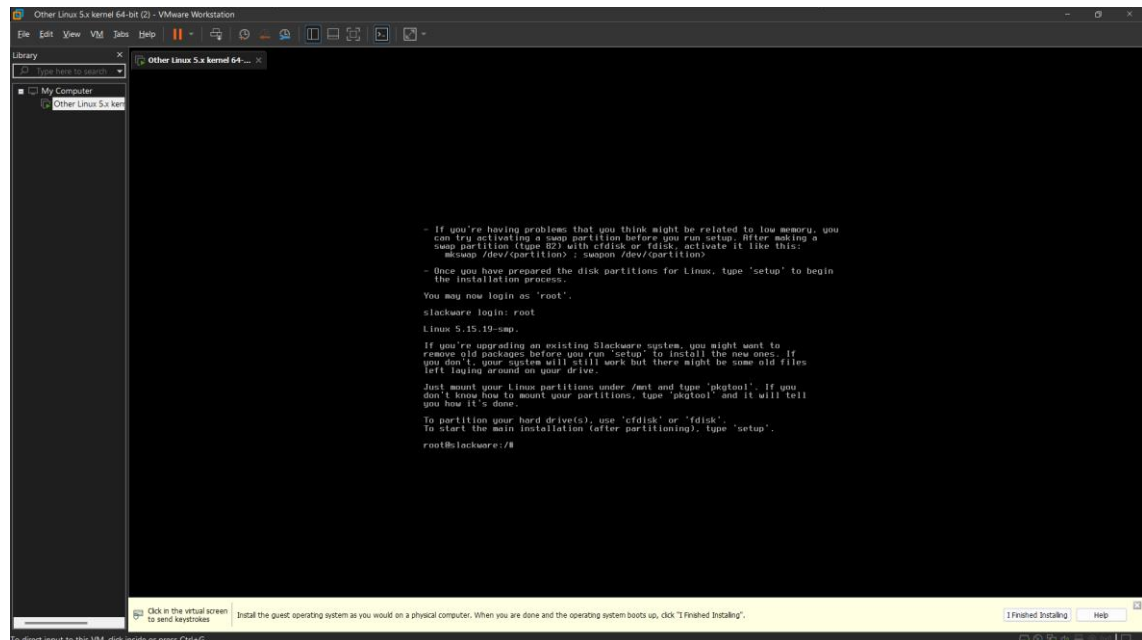 Other Linux 5.x kernel 64-bit (2) - VMware Workstation
File Edit View VM Tabs Help
Library
Type here to search
My Computer
Other Linux 5.x kern
Other Linux 5.x kernel 64-...
- If you're having problems that you think might be related to low memory, you
can try activating a swap partition before you run setup. After making a
swap partition (type 82) with cfdisk or fdisk, activate it like this:
mkswap /dev/<partition> ; swapon /dev/<partition>
- Once you have prepared the disk partitions for Linux, type 'setup' to begin
the installation process.
You may now login as 'root'.
slackware login: root
Linux 5.15.19-smp.
If you're upgrading an existing Slackware system, you might want to
remove old packages before you run 'setup' to install the new ones. If
you don't, your system will still work but there might be some old files
left laying around on your drive.
Just mount your Linux partitions under /mnt and type 'pkgtool'. If you
don't know how to mount your partitions, type 'pkgtool' and it will tell
you how it's done.
To partition your hard drive(s), use 'cfdisk' or 'fdisk'.
To start the main installation (after partitioning), type 'setup'.
root@slackware:/#
Click in the virtual screen
to send keystrokes
Install the guest operating system as you would on a physical computer. When you are done and the operating system boots up, click "I Finished Installing".
I Finished Installing
Help
To direct input to this VM, click inside or press Ctrl+G.